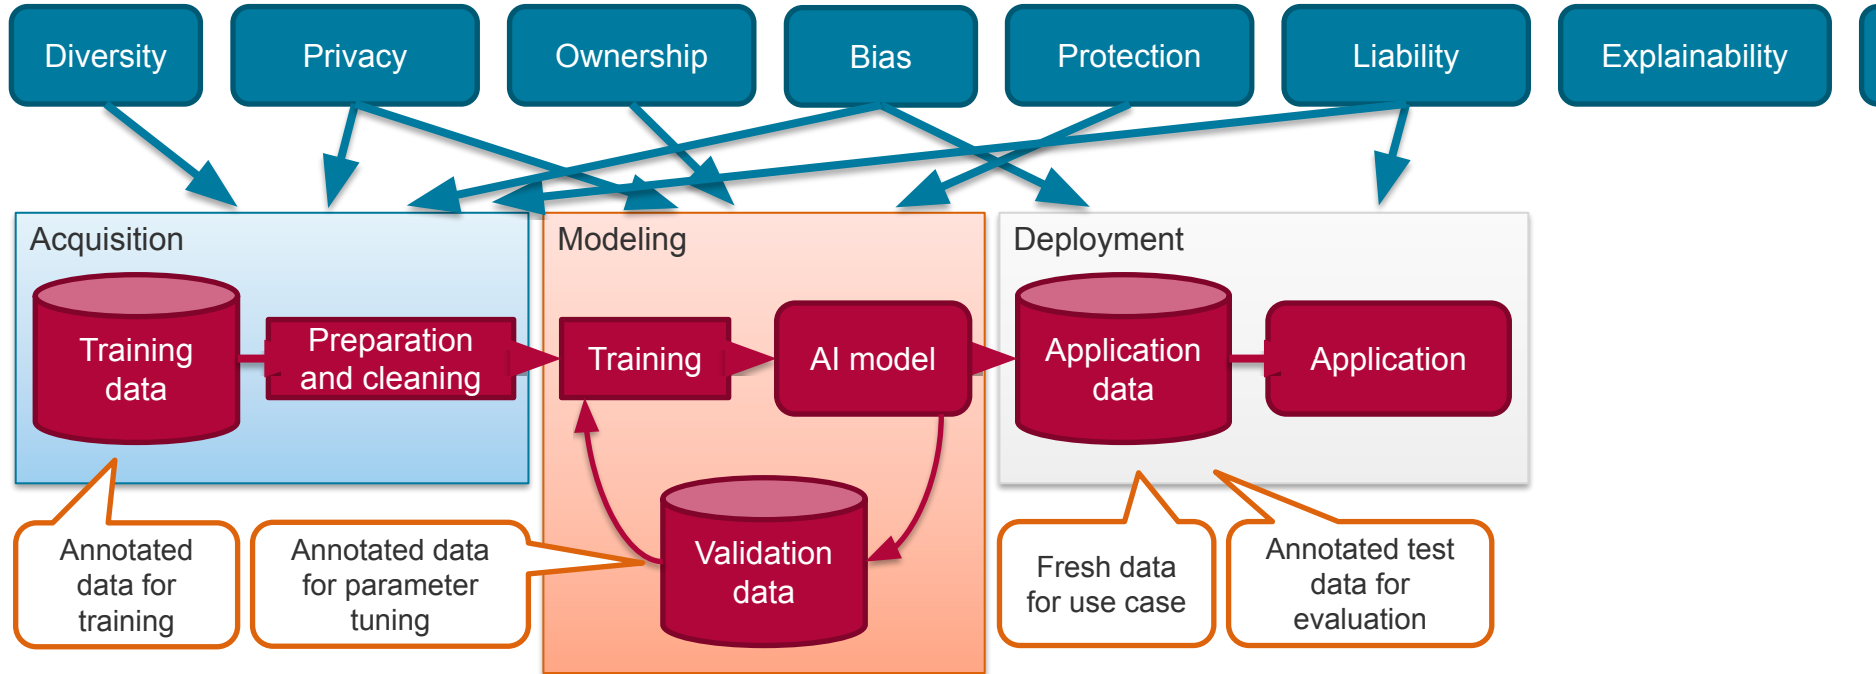 Diversity
Privacy
Ownership
Bias
Protection
Liability
Explainability
Acquisition
Modeling
Deployment
Training
data
Preparation
and cleaning
Training
AI model
Application
data
Application
Validation
data
Annotated
data for
training
Annotated data
for parameter
tuning
Fresh data
for use case
Annotated test
data for
evaluation